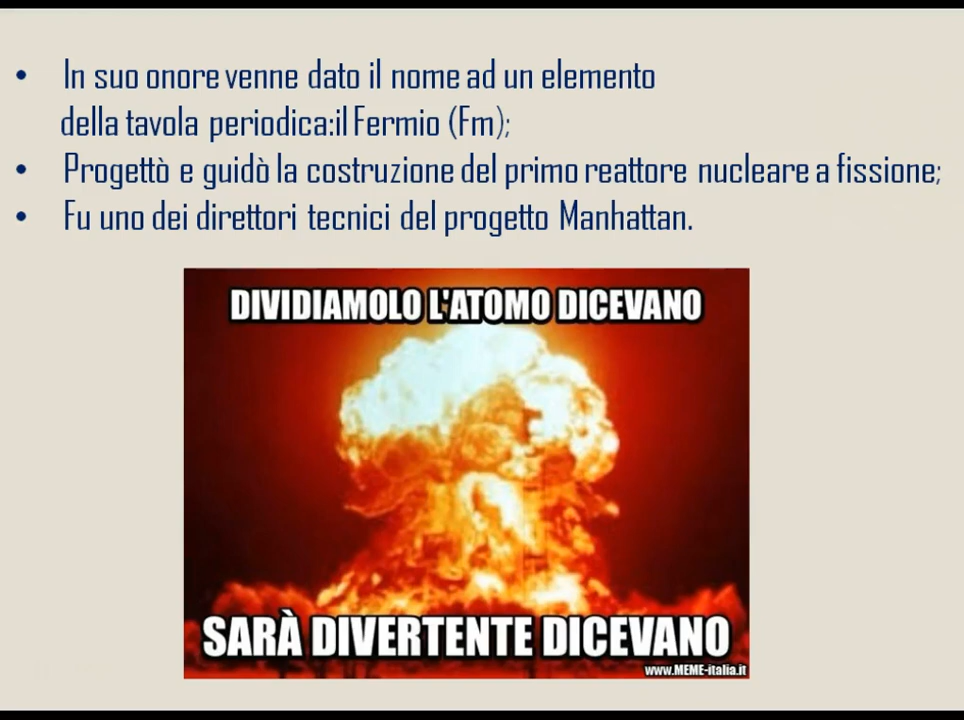 • In suo onore venne dato il nome ad un elemento
della tavola periodica:il Fermio (Fm);
• Progettò e guidò la costruzione del primo reattore nucleare a fissione;
• Fu uno dei direttori tecnici del progetto Manhattan.
DIVIDIAMOLO L'ATOMO DICEVANO
SARÀ DIVERTENTE DICEVANO
www.MEME-italia.it